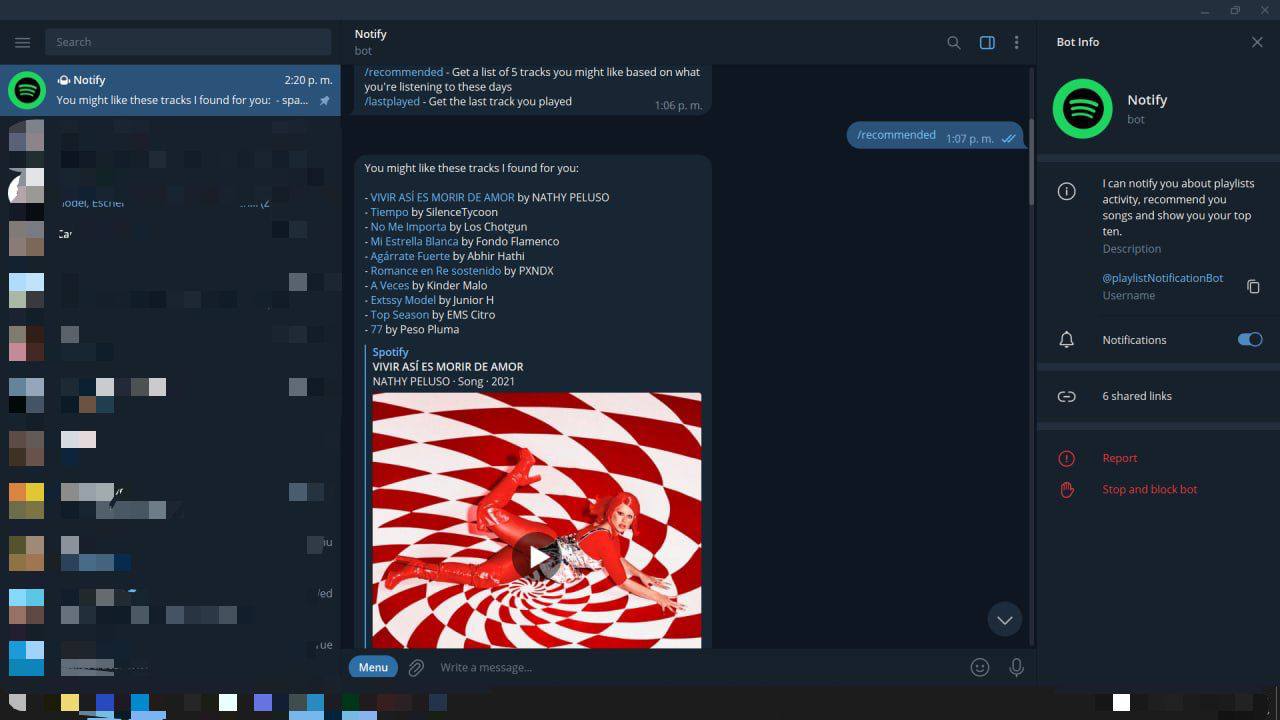 Search
Notify
2:20 p. m.
You might like these tracks I found for you: - spa...
Notify
bot
/recommended - Get a list of 5 tracks you might like based on what
you're listening to these days
/lastplayed - Get the last track you played
1:06 p. m.
/recommended
1:07 p. m.
You might like these tracks I found for you:
- VIVIR ASÍ ES MORIR DE AMOR by NATHY PELUSO
- Tiempo by SilenceTycoon
- No Me Importa by Los Chotgun
- Mi Estrella Blanca by Fondo Flamenco
- Agárrate Fuerte by Abhir Hathi
- Romance en Re sostenido by PXNDX
- A Veces by Kinder Malo
- Extssy Model by Junior H
- Top Season by EMS Citro
- 77 by Peso Pluma
Spotify
VIVIR ASÍ ES MORIR DE AMOR
NATHY PELUSO · Song · 2021
Menu
Write a message...
Bot Info
Notify
bot
I can notify you about playlists
activity, recommend you
songs and show you your top
ten.
Description
@playlistNotificationBot
Username
Notifications
6 shared links
Report
Stop and block bot